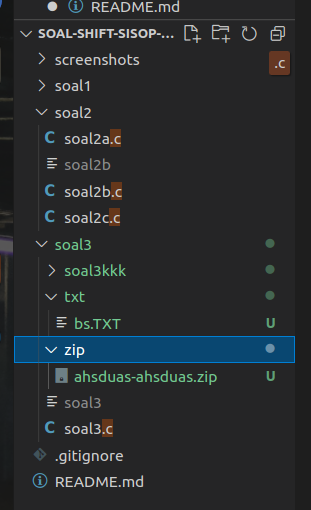 README.md
SOAL-SHIFT-SISOP-...
screenshots
.c
soal1
soal2
C soal2a.c
soal2b
C soal2b.c
C soal2c.c
soal3
soal3kkk
txt
bs.TXT U
zip
ahsduas-ahsduas.zip U
soal3
C soal3.c
.gitignore
README.md